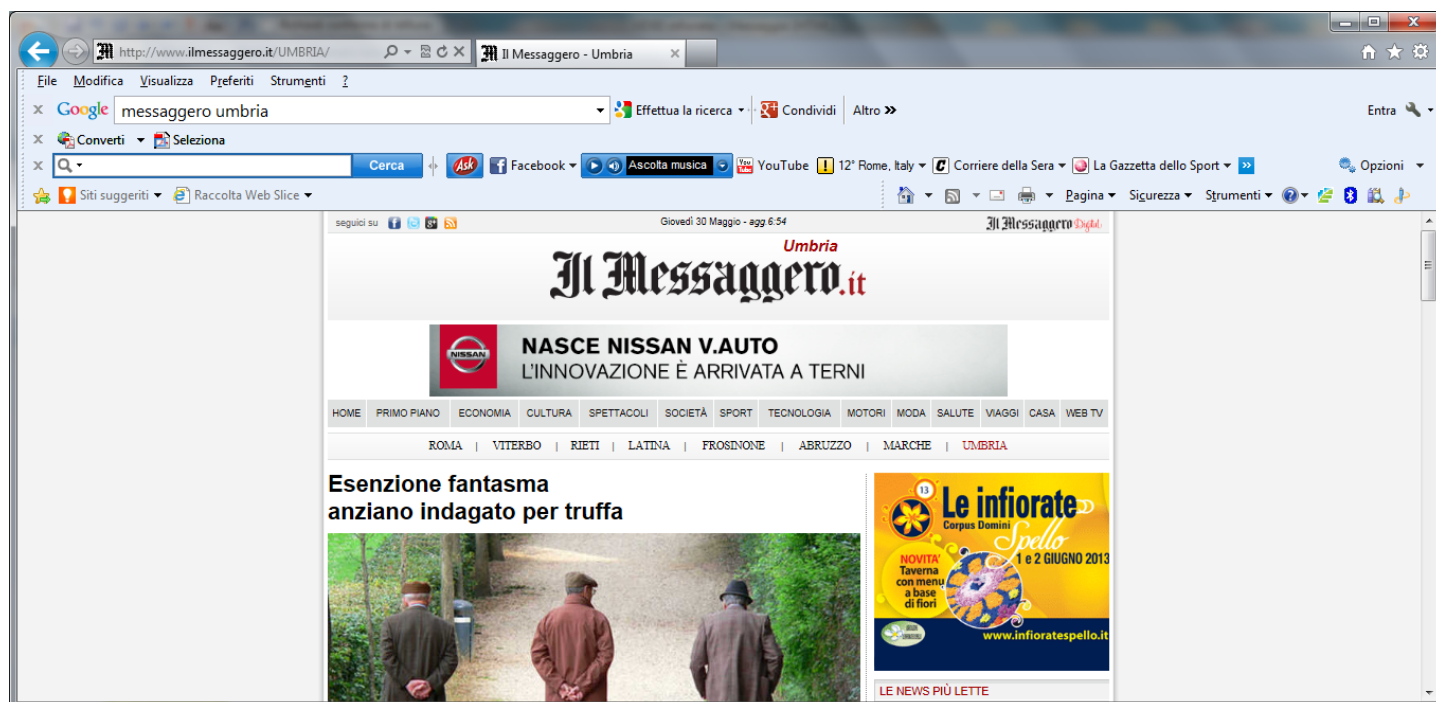 http://www.ilmessaggero.it/UMBRIA/
Il Messaggero - Umbria
File Modifica Visualizza Preferiti Strumenti ?
x Google messaggero umbria Effettua la ricerca Condividi Altro » Entra
x Converti Seleziona
x Cerca Ask Facebook Ascolta musica You Tube YouTube 12° Rome, Italy C Corriere della Sera La Gazzetta dello Sport » Opzioni
Siti suggeriti Raccolta Web Slice Pagina Sicurezza Strumenti
seguici su Giovedì 30 Maggio - agg.6:54 Il Messaggero Digital
Umbria
Il Messaggero.it
NISSAN
NASCE NISSAN V.AUTO
L'INNOVAZIONE È ARRIVATA A TERNI
HOME PRIMO PIANO ECONOMIA CULTURA SPETTACOLI SOCIETÀ SPORT TECNOLOGIA MOTORI MODA SALUTE VIAGGI CASA WEB TV
ROMA | VITERBO | RIETI | LATINA | FROSINONE | ABRUZZO | MARCHE | UMBRIA
Esenzione fantasma
anziano indagato per truffa
13
Le infiorate
Corpus Domini
Spello
1 e 2 GIUGNO 2013
NOVITA'
Taverna
con menu
a base
di fiori
www.infioratespello.it
LE NEWS PIÙ LETTE